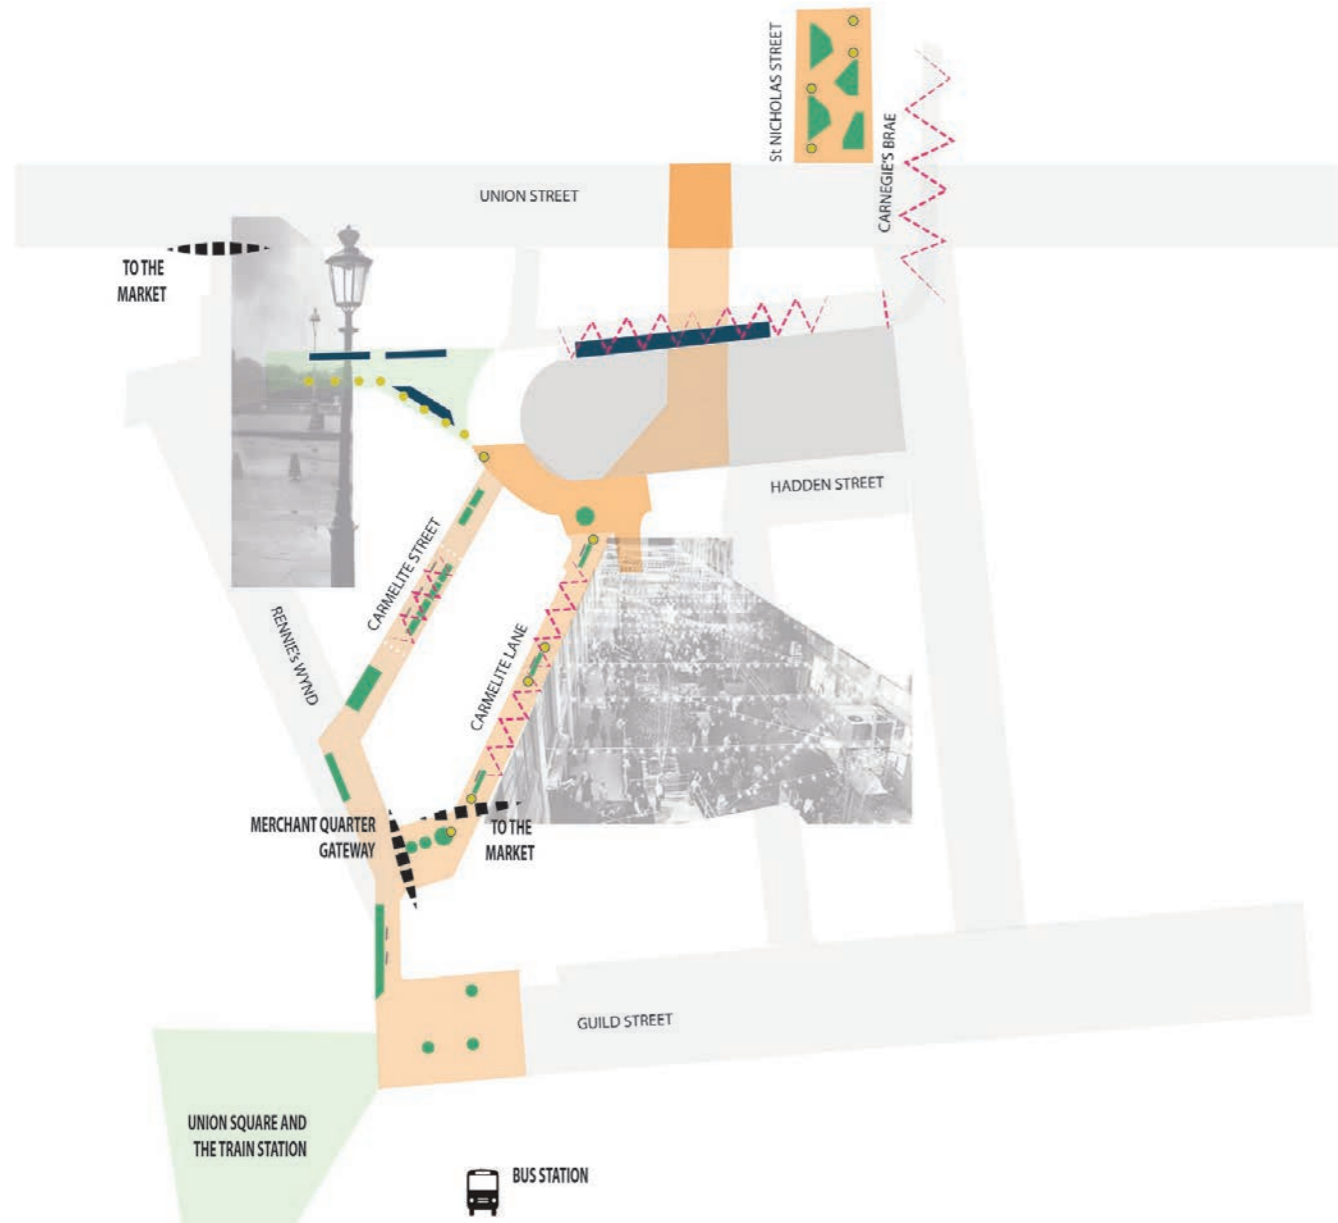 St NICHOLAS STREET
CARNEGIE'S BRAE
UNION STREET
TO THE
MARKET
HADDEN STREET
CARMELITE STREET
RENNIE's WYND
CARMELITE LANE
MERCHANT QUARTER
GATEWAY
TO THE
MARKET
GUILD STREET
UNION SQUARE AND
THE TRAIN STATION
BUS STATION